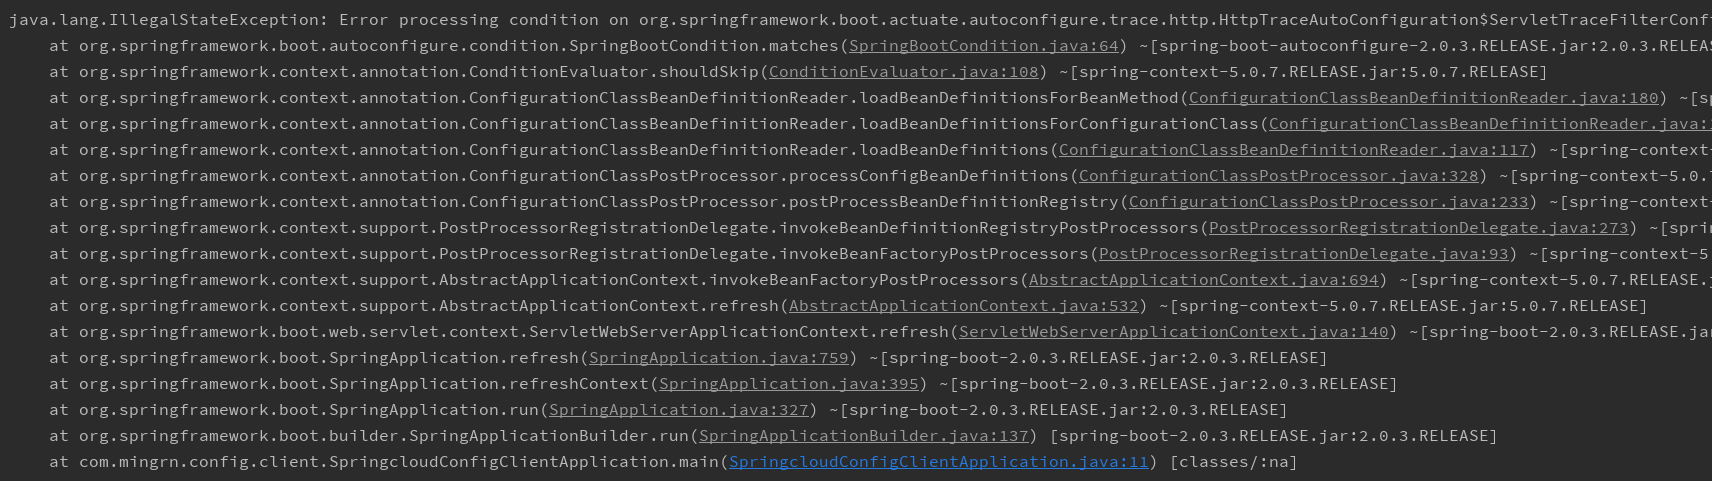 java.lang.IllegalStateException: Error processing condition on org.springframework.boot.actuate.autoconfigure.trace.http.HttpTraceAutoConfiguration$ServletTraceFilterConf
at org.springframework.boot.autoconfigure.condition.SpringBootCondition.matches(SpringBootCondition.java:64) ~[spring-boot-autoconfigure-2.0.3.RELEASE.jar:2.0.3.RELEA
at org.springframework.context.annotation.ConditionEvaluator.shouldSkip(ConditionEvaluator.java:108) ~[spring-context-5.0.7.RELEASE.jar:5.0.7.RELEASE]
at org.springframework.context.annotation.ConfigurationClassBeanDefinitionReader.loadBeanDefinitionsForBeanMethod(ConfigurationClassBeanDefinitionReader.java:180) ~[s
at org.springframework.context.annotation.ConfigurationClassBeanDefinitionReader.loadBeanDefinitionsForConfigurationClass(ConfigurationClassBeanDefinitionReader.java:
at org.springframework.context.annotation.ConfigurationClassBeanDefinitionReader.loadBeanDefinitions(ConfigurationClassBeanDefinitionReader.java:117) ~[spring-context-
at org.springframework.context.annotation.ConfigurationClassPostProcessor.processConfigBeanDefinitions(ConfigurationClassPostProcessor.java:328) ~[spring-context-5.0.
at org.springframework.context.annotation.ConfigurationClassPostProcessor.postProcessBeanDefinitionRegistry(ConfigurationClassPostProcessor.java:233) ~[spring-context-
at org.springframework.context.support.PostProcessorRegistrationDelegate.invokeBeanDefinitionRegistryPostProcessors(PostProcessorRegistrationDelegate.java:273) ~[spri
at org.springframework.context.support.PostProcessorRegistrationDelegate.invokeBeanFactoryPostProcessors(PostProcessorRegistrationDelegate.java:93) ~[spring-context-5
at org.springframework.context.support.AbstractApplicationContext.invokeBeanFactoryPostProcessors(AbstractApplicationContext.java:694) ~[spring-context-5.0.7.RELEASE.j
at org.springframework.context.support.AbstractApplicationContext.refresh(AbstractApplicationContext.java:532) ~[spring-context-5.0.7.RELEASE.jar:5.0.7.RELEASE]
at org.springframework.boot.web.servlet.context.ServletWebServerApplicationContext.refresh(ServletWebServerApplicationContext.java:140) ~[spring-boot-2.0.3.RELEASE.jar
at org.springframework.boot.SpringApplication.refresh(SpringApplication.java:759) ~[spring-boot-2.0.3.RELEASE.jar:2.0.3.RELEASE]
at org.springframework.boot.SpringApplication.refreshContext(SpringApplication.java:395) ~[spring-boot-2.0.3.RELEASE.jar:2.0.3.RELEASE]
at org.springframework.boot.SpringApplication.run(SpringApplication.java:327) ~[spring-boot-2.0.3.RELEASE.jar:2.0.3.RELEASE]
at org.springframework.boot.builder.SpringApplicationBuilder.run(SpringApplicationBuilder.java:137) [spring-boot-2.0.3.RELEASE.jar:2.0.3.RELEASE]
at com.mingrn.config.client.SpringcloudConfigClientApplication.main(SpringcloudConfigClientApplication.java:11) [classes/:na]